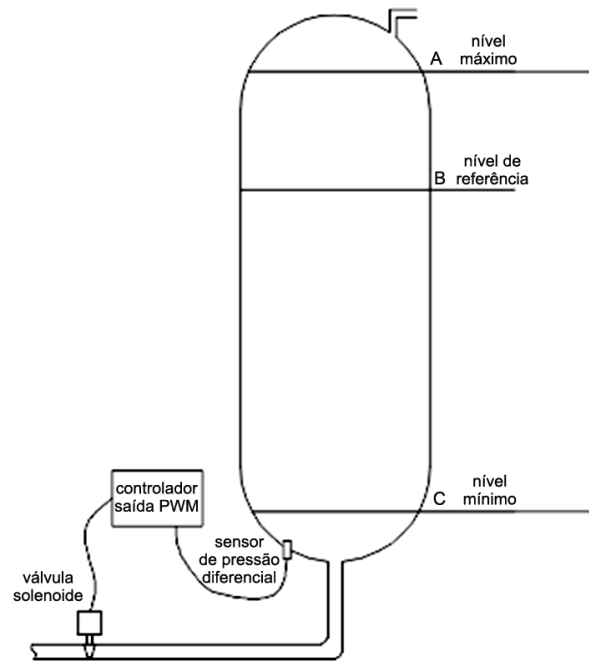 A
nível
máximo
B
nível de
referência
C
nível
mínimo
controlador
saída PWM
sensor
de pressão
diferencial
válvula
solenoide